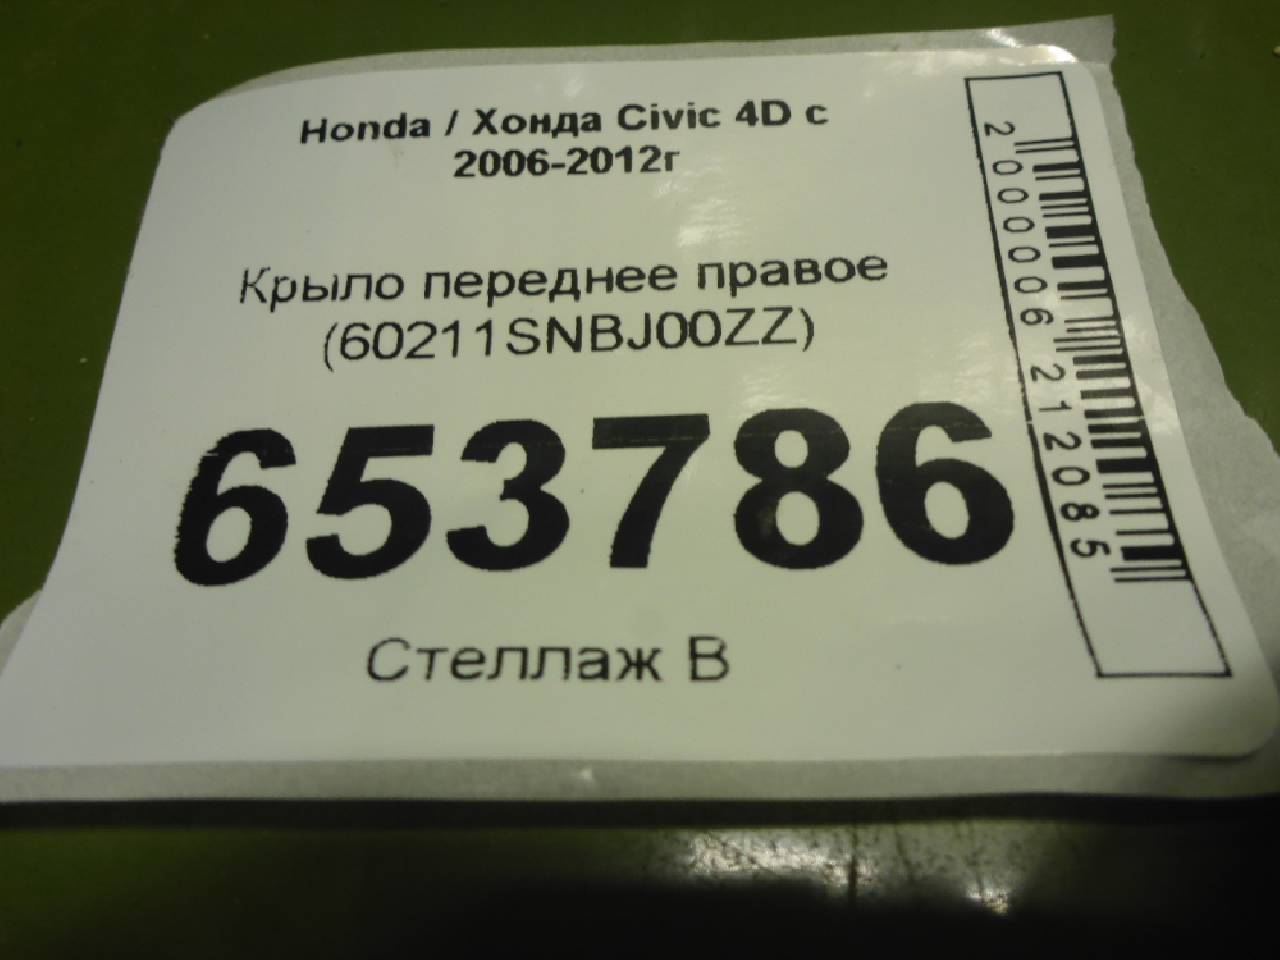 Honda / Хонда Civic 4D с
2006-2012г
Крыло переднее правое
(60211SNBJ00ZZ)
653786
Стеллаж В
2000006212085